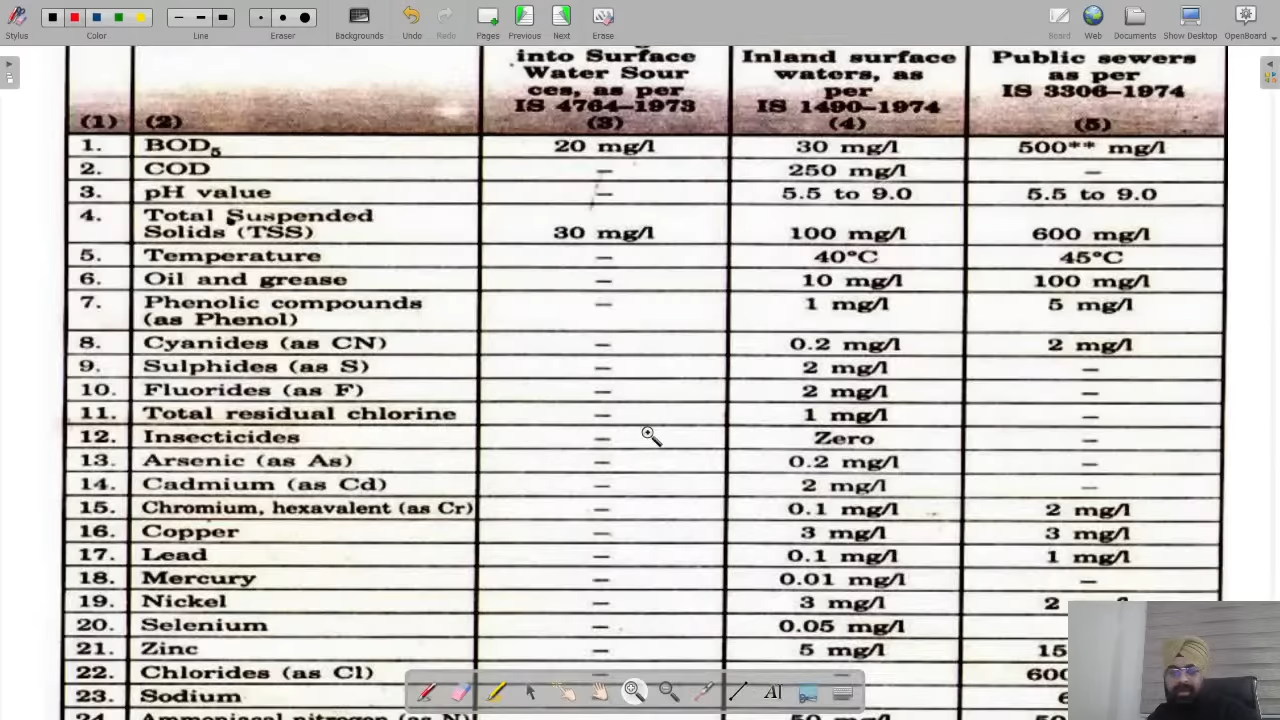 Stylus
Color
Line
Eraser
Backgrounds
Undo
Redo
Pages
Previous
Next
Erase
Board
Web
Documents
Show Desktop
OpenBoard
into Surface Inland surface Public sewers
Water Sour waters, as as per
ces, as per per IS 3306-1974
IS 4764-1973 IS 1490-1974
(1) (2) (3) (4) (5)
1. BOD5 20 mg/l 30 mg/l 500** mg/l
2. COD – 250 mg/l –
3. pH value – 5.5 to 9.0 5.5 to 9.0
4. Total Suspended
Solids (TSS) 30 mg/l 100 mg/l 600 mg/l
5. Temperature – 40°C 45°C
6. Oil and grease – 10 mg/l 100 mg/l
7. Phenolic compounds – 1 mg/l 5 mg/l
(as Phenol)
8. Cyanides (as CN) – 0.2 mg/l 2 mg/l
9. Sulphides (as S) – 2 mg/l –
10. Fluorides (as F) – 2 mg/l –
11. Total residual chlorine – 1 mg/l –
12. Insecticides – Zero –
13. Arsenic (as As) – 0.2 mg/l –
14. Cadmium (as Cd) – 2 mg/l –
15. Chromium, hexavalent (as Cr) – 0.1 mg/l 2 mg/l
16. Copper – 3 mg/l 3 mg/l
17. Lead – 0.1 mg/l 1 mg/l
18. Mercury – 0.01 mg/l –
19. Nickel – 3 mg/l 2
20. Selenium – 0.05 mg/l
21. Zinc – 5 mg/l 15
22. Chlorides (as Cl) – – 600
23. Sodium
24. Ammoniacal nitrogen (as N) 50 mg/l 50